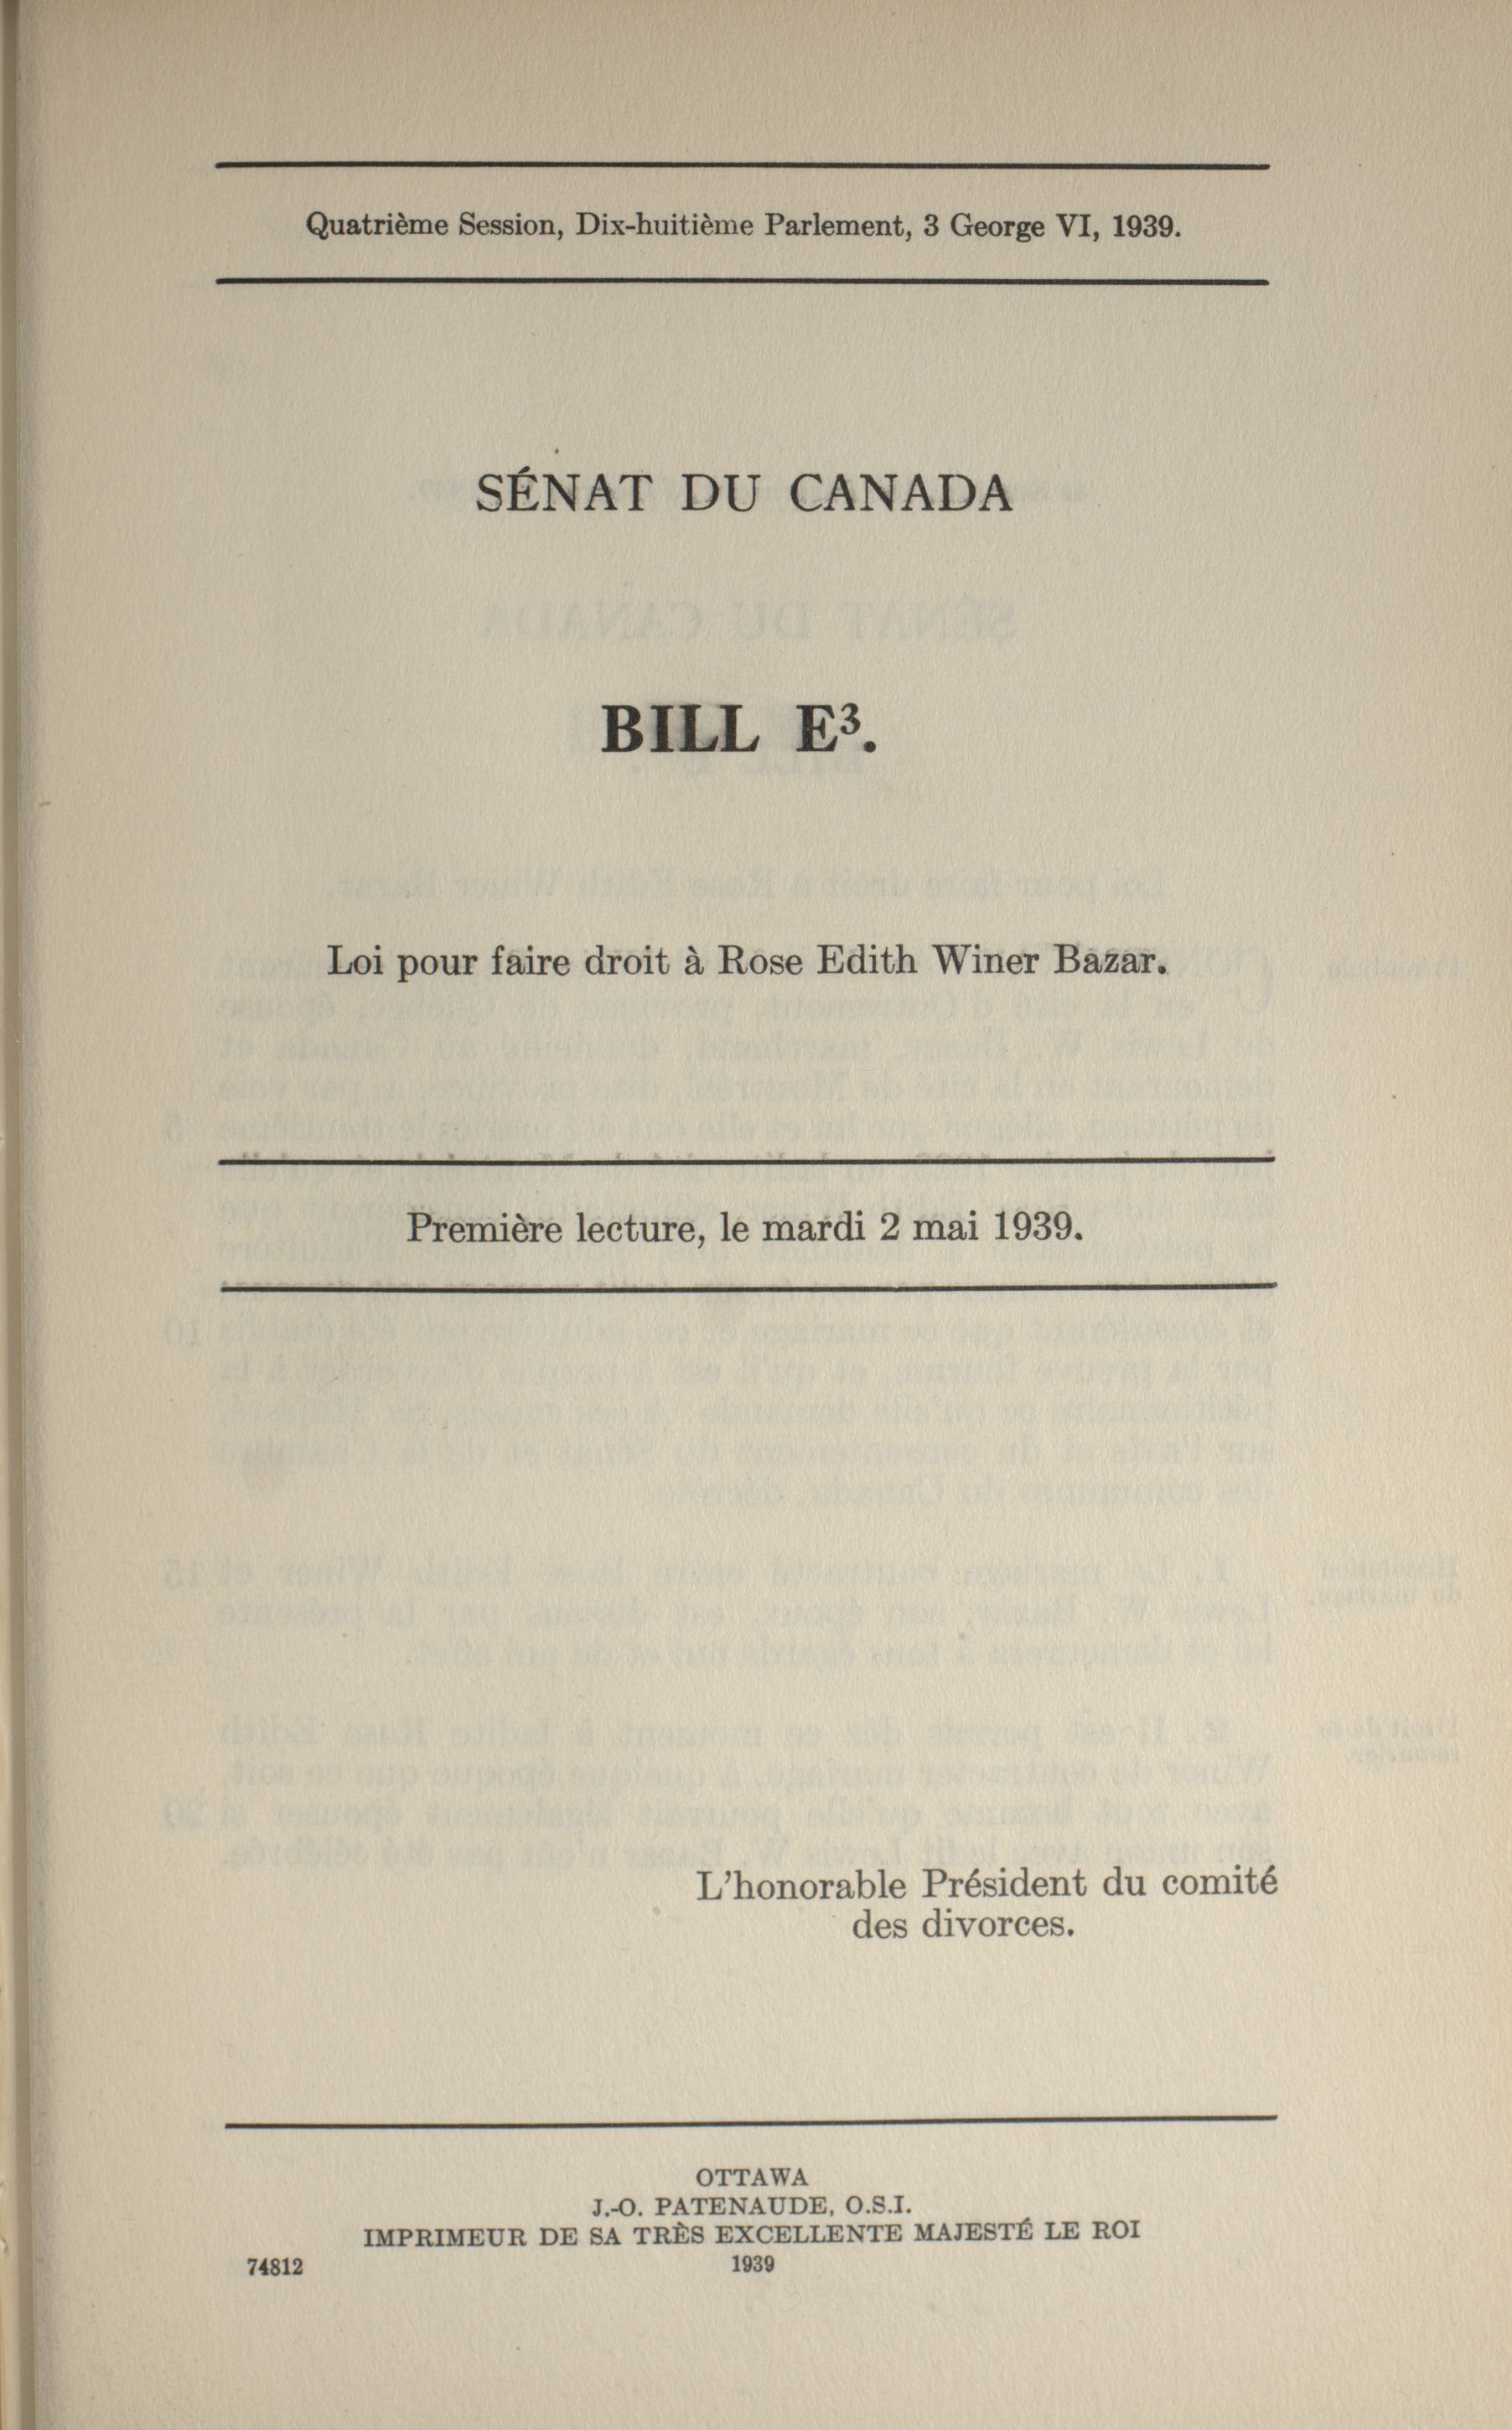 Quatrième Session, Dix-huitième Parlement, 3 George VI, 1939.
SÉNAT DU CANADA
BILL E³.
Loi pour faire droit à Rose Edith Winer Bazar.
Première lecture, le mardi 2 mai 1939.
L'honorable Président du comité
des divorces.
OTTAWA
J.-O. PATENAUDE, O.S.I.
IMPRIMEUR DE SA TRÈS EXCELLENTE MAJESTÉ LE ROI
74812 1939